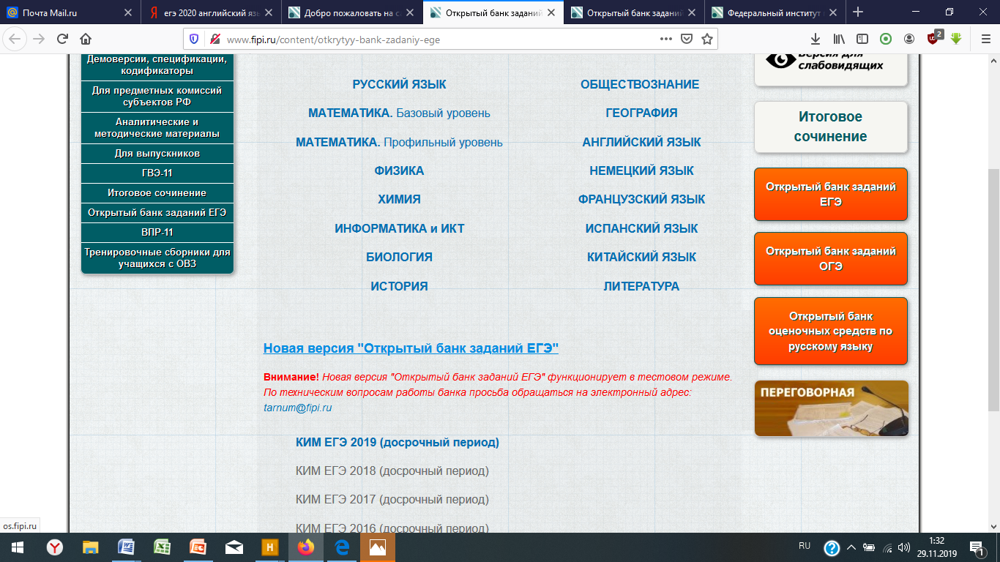 Почта Mail.ru
егэ 2020 английский язы
Добро пожаловать на са
Открытый банк заданий
Открытый банк заданий
Федеральный институт
www.fipi.ru/content/otkrytyy-bank-zadaniy-ege
2
Демоверсии, спецификации,
кодификаторы
Для предметных комиссий
субъектов РФ
Аналитические и
методические материалы
Для выпускников
ГВЭ-11
Итоговое сочинение
Открытый банк заданий ЕГЭ
ВПР-11
Тренировочные сборники для
учащихся с ОВЗ
РУССКИЙ ЯЗЫК
ОБЩЕСТВОЗНАНИЕ
МАТЕМАТИКА. Базовый уровень
ГЕОГРАФИЯ
МАТЕМАТИКА. Профильный уровень
АНГЛИЙСКИЙ ЯЗЫК
ФИЗИКА
НЕМЕЦКИЙ ЯЗЫК
ХИМИЯ
ФРАНЦУЗСКИЙ ЯЗЫК
ИНФОРМАТИКА и ИКТ
ИСПАНСКИЙ ЯЗЫК
БИОЛОГИЯ
КИТАЙСКИЙ ЯЗЫК
ИСТОРИЯ
ЛИТЕРАТУРА
Новая версия "Открытый банк заданий ЕГЭ"
Внимание! Новая версия "Открытый банк заданий ЕГЭ" функционирует в тестовом режиме.
По техническим вопросам работы банка просьба обращаться на электронный адрес:
tarnum@fipi.ru
КИМ ЕГЭ 2019 (досрочный период)
КИМ ЕГЭ 2018 (досрочный период)
КИМ ЕГЭ 2017 (досрочный период)
КИМ ЕГЭ 2016 (досрочный период)
Версия для
слабовидящих
Итоговое
сочинение
Открытый банк заданий
ЕГЭ
Открытый банк заданий
ОГЭ
Открытый банк
оценочных средств по
русскому языку
ПЕРЕГОВОРНАЯ
os.fipi.ru
RU
1:32
29.11.2019
1